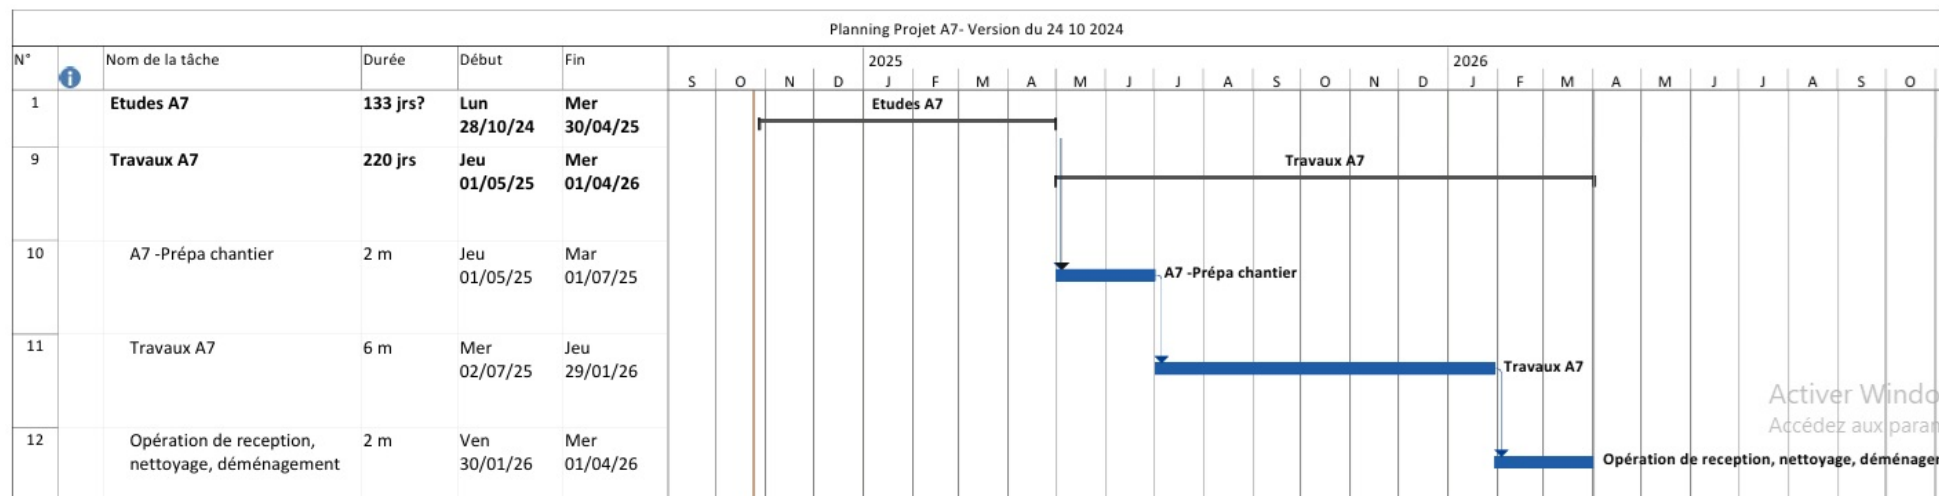 Planning Projet A7- Version du 24 10 2024
N° Nom de la tâche Durée Début Fin 2025 2026
S O N D J F M A M J J A S O N D J F M A M J J A S O
1 Etudes A7 133 jrs? Lun Mer Etudes A7
28/10/24 30/04/25
9 Travaux A7 220 jrs Jeu Mer Travaux A7
01/05/25 01/04/26
10 A7 -Prépa chantier 2 m Jeu Mar
01/05/25 01/07/25 A7 -Prépa chantier
11 Travaux A7 6 m Mer Jeu
02/07/25 29/01/26 Travaux A7
Activer Windo
Accédez aux param
12 Opération de reception, 2 m Ven Mer
nettoyage, déménagement 30/01/26 01/04/26 Opération de reception, nettoyage, déménager